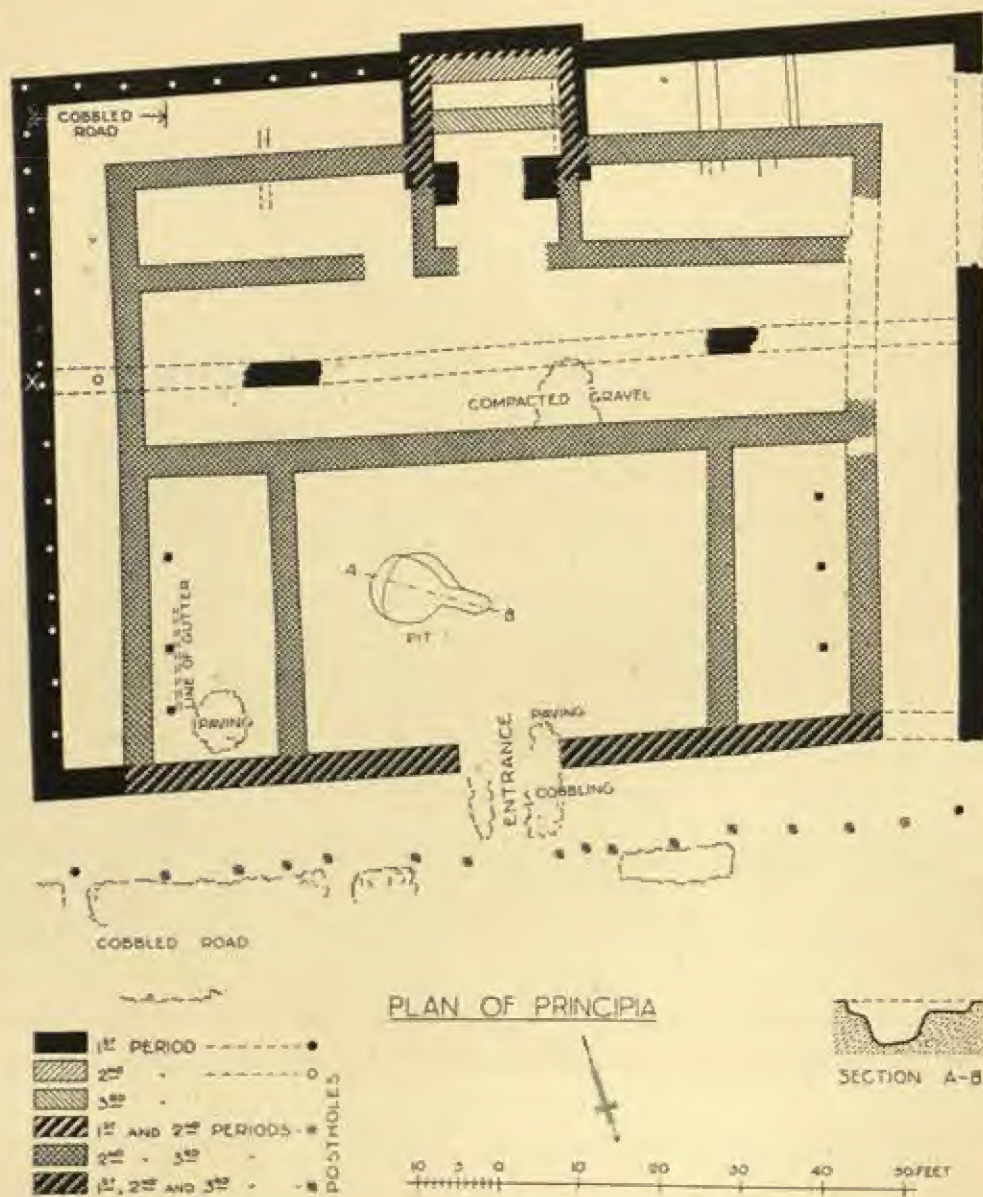 COBBLED
ROAD
COMPACTED GRAVEL
A
B
PIT
LINE OF GUTTER
PAVING
PAVING
ENTRANCE
COBBLING
COBBLED ROAD
PLAN OF PRINCIPIA
1ST PERIOD
2ND "
3RD "
1ST AND 2ND PERIODS
2ND " 3RD "
1ST, 2ND AND 3RD "
POSTHOLES
SECTION A-B
10 5 0 10 20 30 40 50 FEET